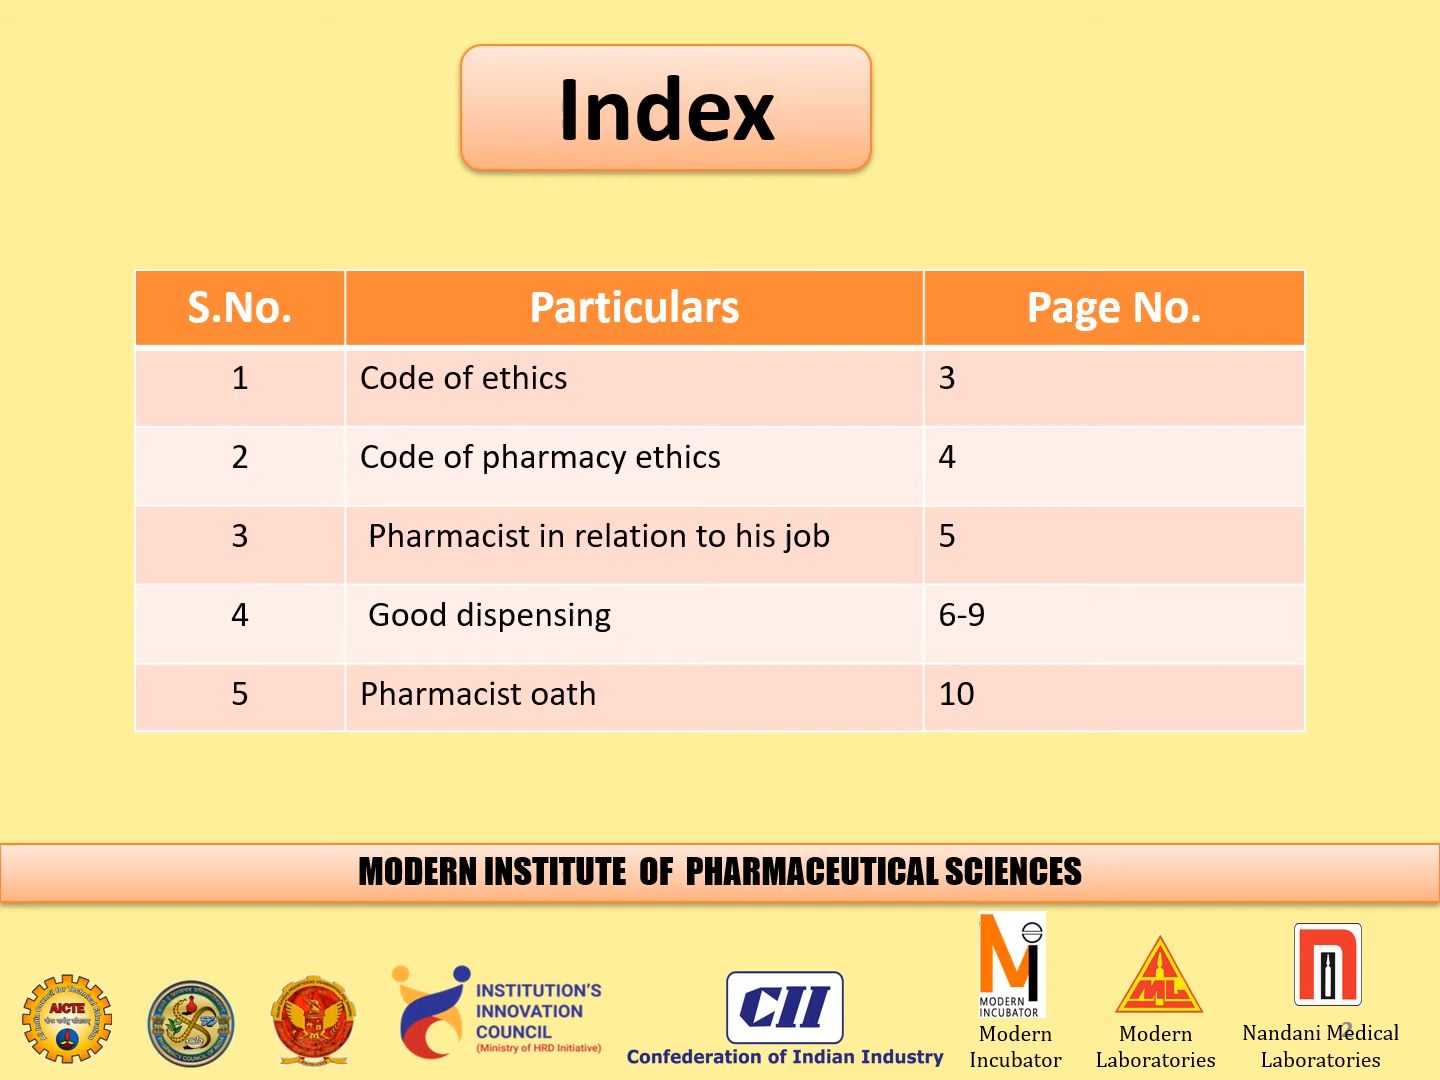 Index
S.No. Particulars Page No.
1 Code of ethics 3
2 Code of pharmacy ethics 4
3 Pharmacist in relation to his job 5
4 Good dispensing 6-9
5 Pharmacist oath 10
MODERN INSTITUTE OF PHARMACEUTICAL SCIENCES
AICTE
INSTITUTION'S
INNOVATION
COUNCIL
(Ministry of HRD Initiative)
CII
Confederation of Indian Industry
MODERN
INCUBATOR
Modern
Incubator
ML
Modern
Laboratories
Nandani Medical
Laboratories
2